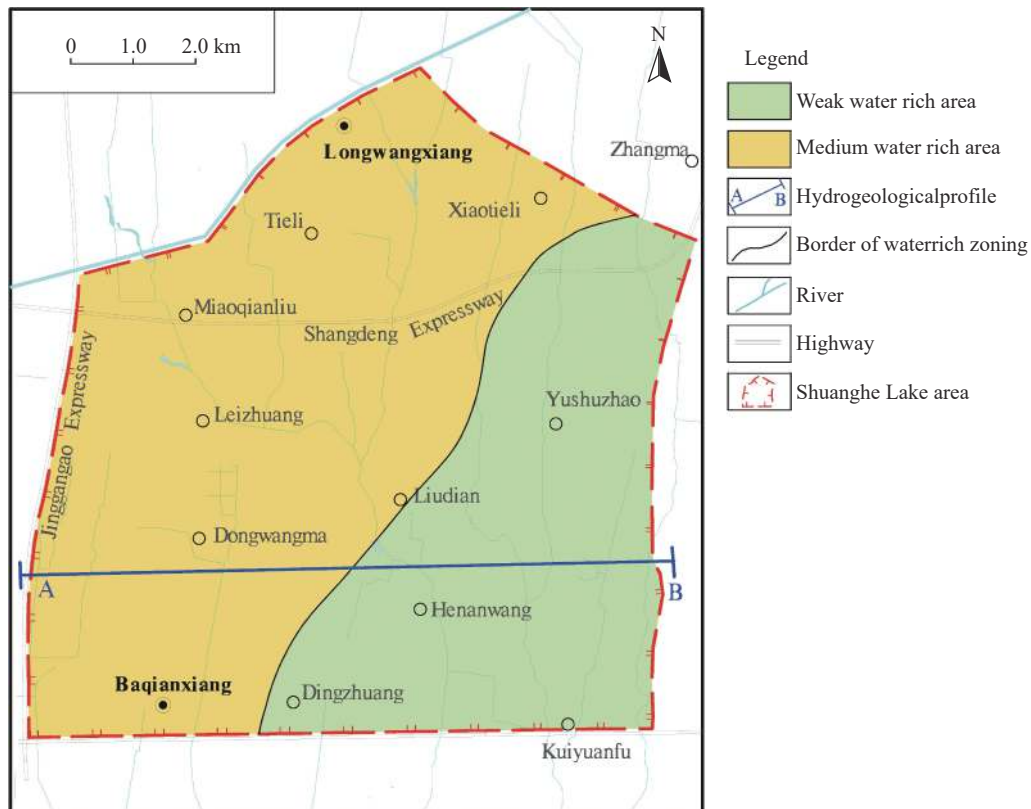 0 1.0 2.0 km
N
Longwangxiang
Zhangma
Xiaotieli
Tieli
Miaoqianliu
Shangdeng Expressway
Jinggangao Expressway
Leizhuang
Yushuzhao
Liudian
Dongwangma
A
B
Henanwang
Baqianxiang
Dingzhuang
Kuiyuanfu
Legend
Weak water rich area
Medium water rich area
A B Hydrogeologicalprofile
Border of waterrich zoning
River
Highway
Shuanghe Lake area